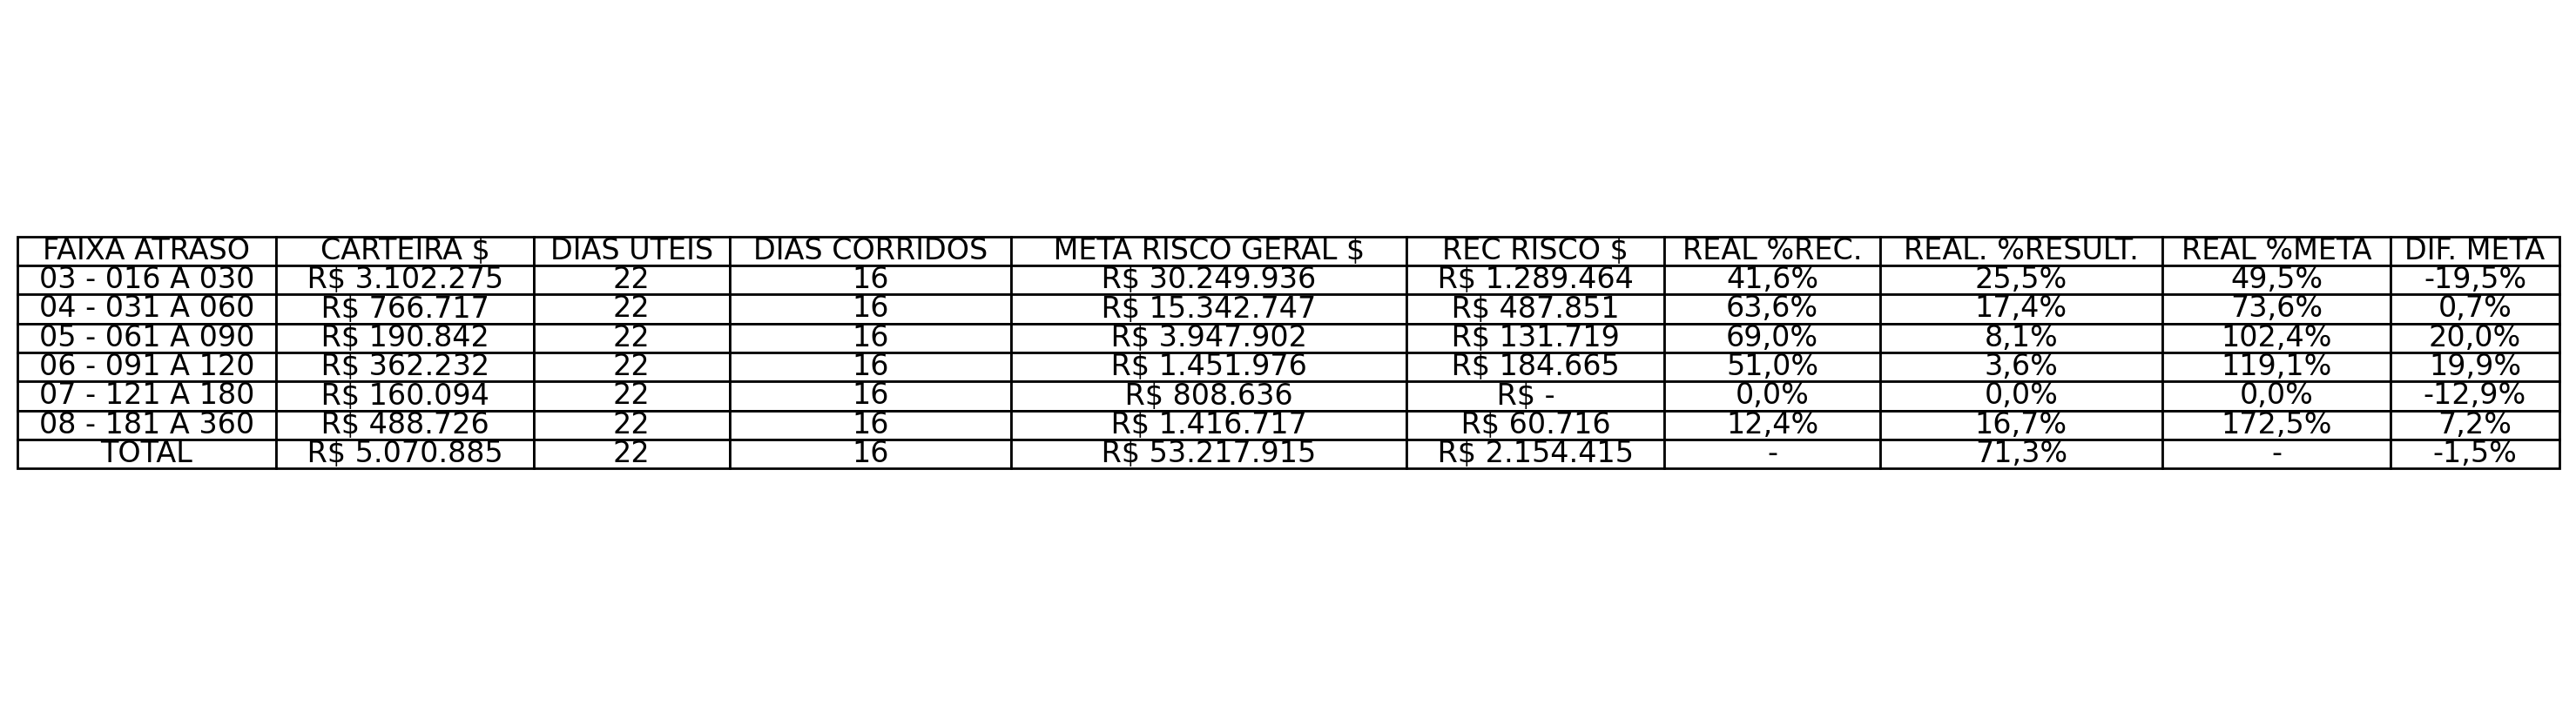 FAIXA ATRASO CARTEIRA $ DIAS UTEIS DIAS CORRIDOS META RISCO GERAL $ REC RISCO $ REAL %REC. REAL. %RESULT. REAL %META DIF. META
03 - 016 A 030 R$ 3.102.275 22 16 R$ 30.249.936 R$ 1.289.464 41,6% 25,5% 49,5% -19,5%
04 - 031 A 060 R$ 766.717 22 16 R$ 15.342.747 R$ 487.851 63,6% 17,4% 73,6% 0,7%
05 - 061 A 090 R$ 190.842 22 16 R$ 3.947.902 R$ 131.719 69,0% 8,1% 102,4% 20,0%
06 - 091 A 120 R$ 362.232 22 16 R$ 1.451.976 R$ 184.665 51,0% 3,6% 119,1% 19,9%
07 - 121 A 180 R$ 160.094 22 16 R$ 808.636 R$ - 0,0% 0,0% 0,0% -12,9%
08 - 181 A 360 R$ 488.726 22 16 R$ 1.416.717 R$ 60.716 12,4% 16,7% 172,5% 7,2%
TOTAL R$ 5.070.885 22 16 R$ 53.217.915 R$ 2.154.415 - 71,3% - -1,5%